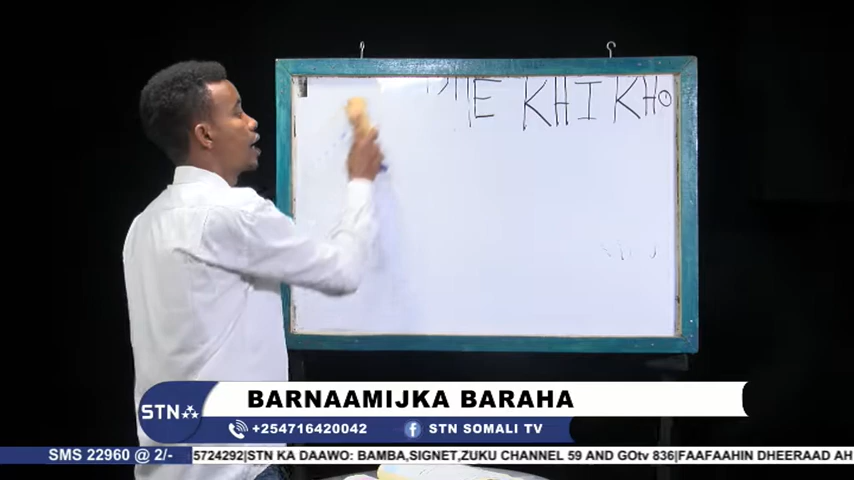 KHI KHO
BARNAAMIJKA BARAHA
STN
+254716420042
STN SOMALI TV
SMS 22960 @ 2/-
5724292|STN KA DAAWO: BAMBA,SIGNET,ZUKU CHANNEL 59 AND GOtv 836|FAAFAAHIN DHEERAAD AH